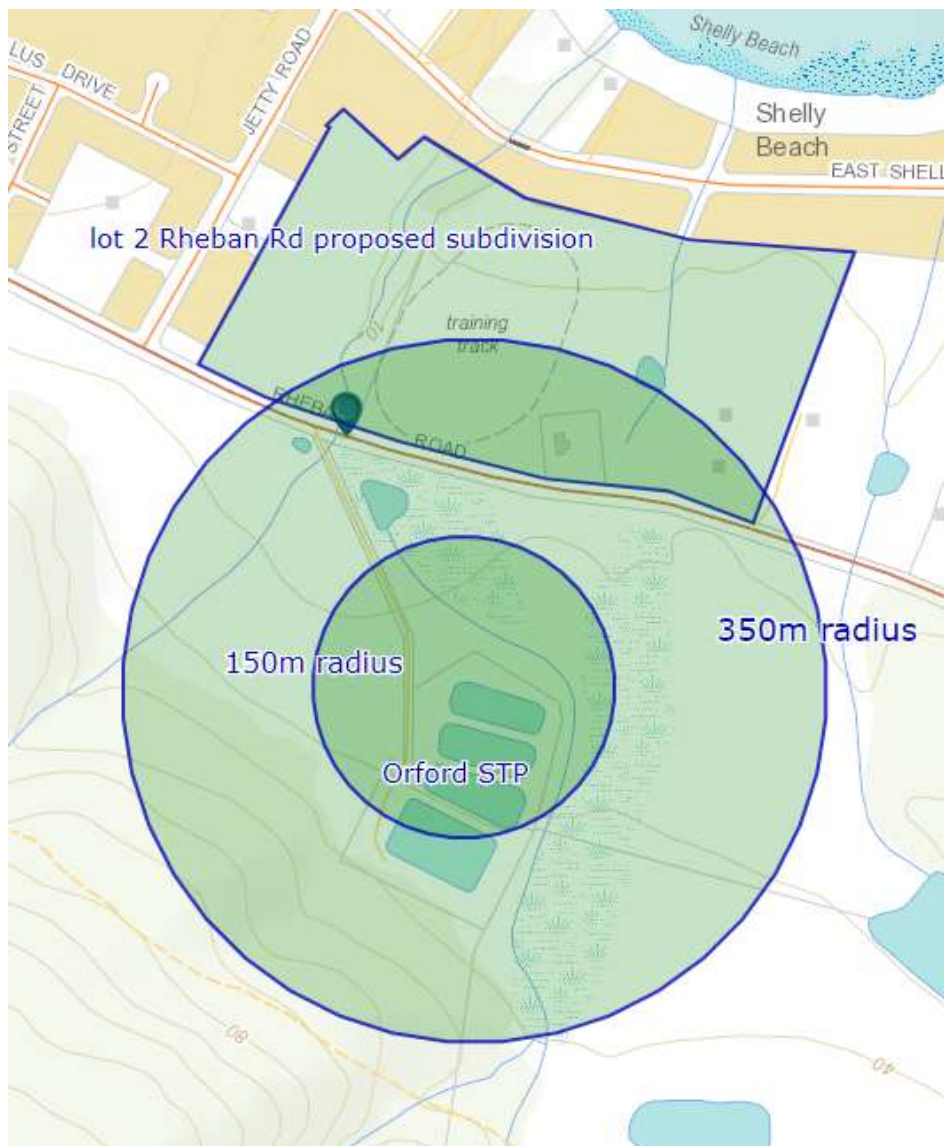 Shelly Beach
LUS DRIVE
JETTY ROAD
STREET
Shelly
Beach
EAST SHELL
lot 2 Rheban Rd proposed subdivision
10
training
track
ROAD
350m radius
150m radius
Orford STP
80
40